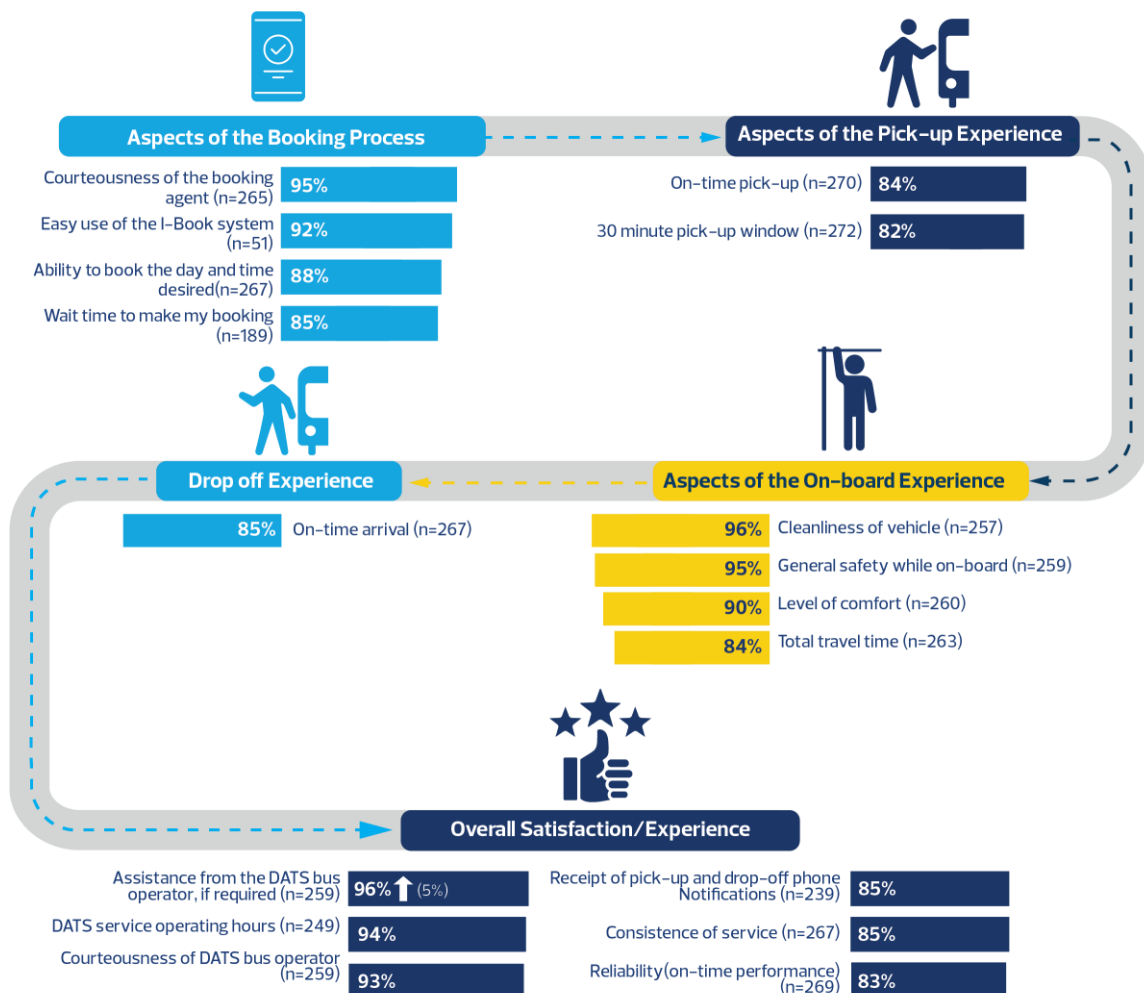 Aspects of the Booking Process
Courteousness of the booking
agent (n=265)
95%
Easy use of the I-Book system
(n=51)
92%
Ability to book the day and time
desired(n=267)
88%
Wait time to make my booking
(n=189)
85%
Aspects of the Pick-up Experience
On-time pick-up (n=270)
84%
30 minute pick-up window (n=272)
82%
Aspects of the On-board Experience
96%
Cleanliness of vehicle (n=257)
95%
General safety while on-board (n=259)
90%
Level of comfort (n=260)
84%
Total travel time (n=263)
Drop off Experience
85%
On-time arrival (n=267)
Overall Satisfaction/Experience
Assistance from the DATS bus
operator, if required (n=259)
96% (5%)
DATS service operating hours (n=249)
94%
Courteousness of DATS bus operator
(n=259)
93%
Receipt of pick-up and drop-off phone
Notifications (n=239)
85%
Consistence of service (n=267)
85%
Reliability(on-time performance)
(n=269)
83%